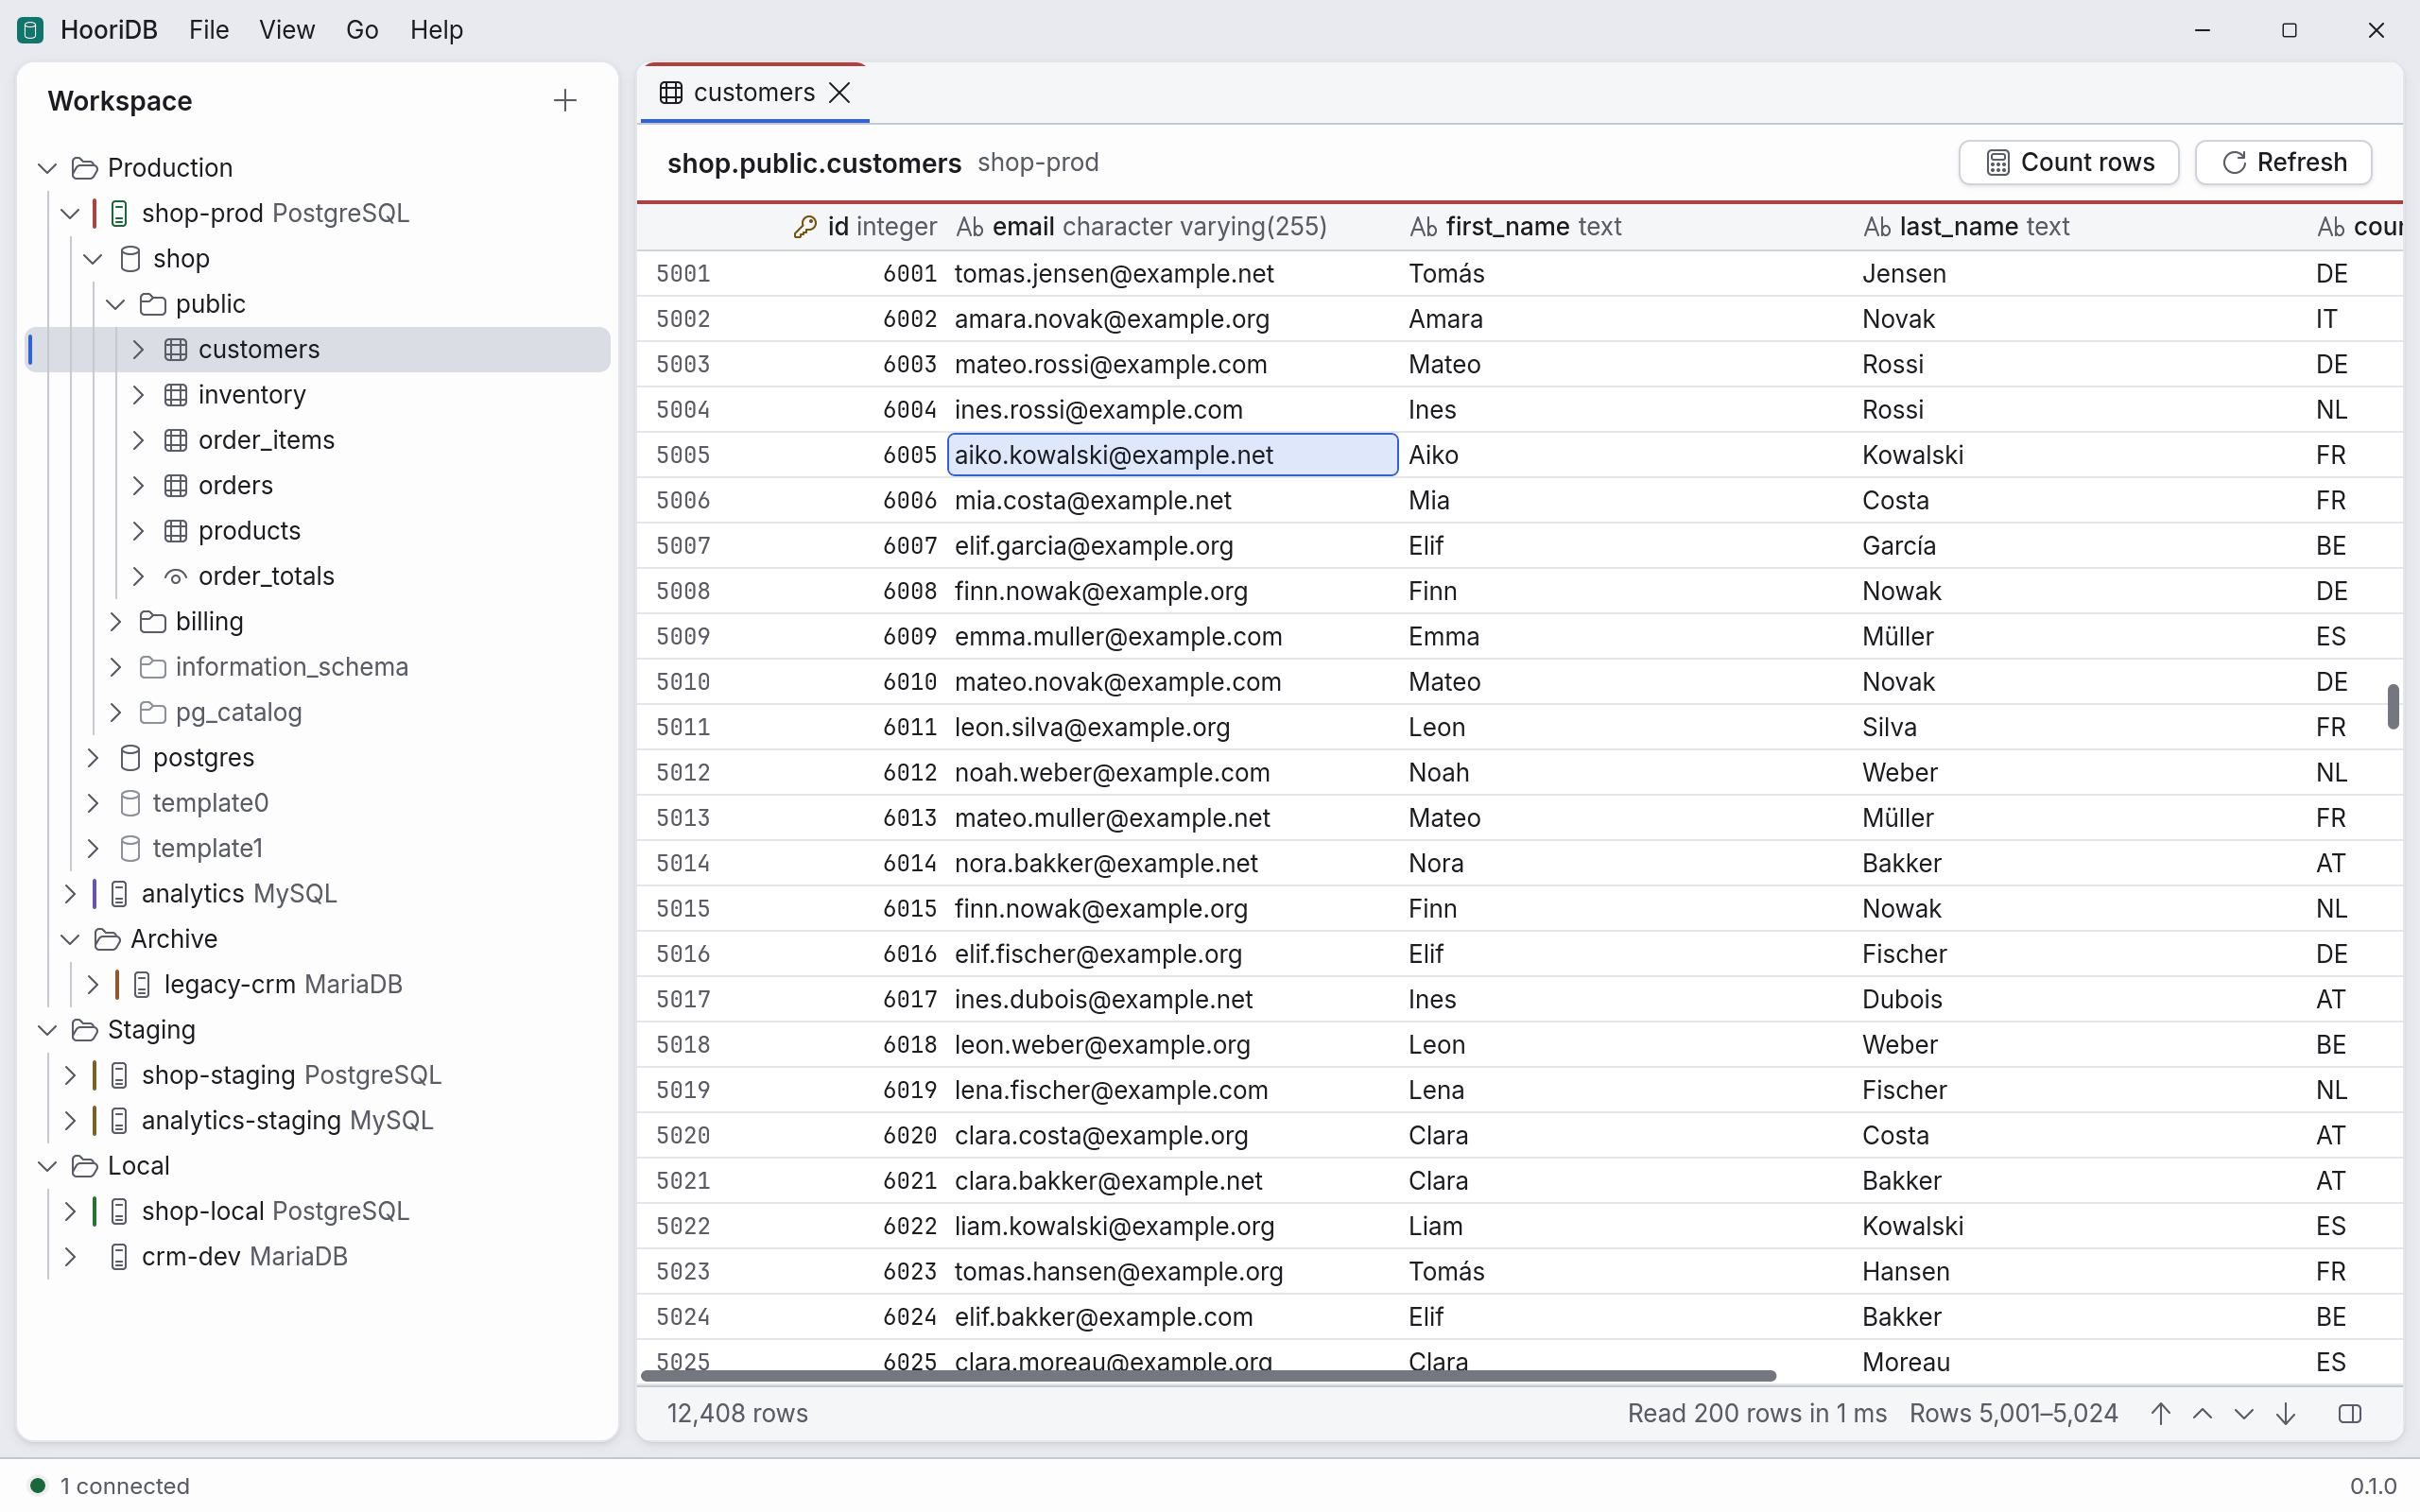 HooriDB File View Go Help
Workspace
Production
shop-prod PostgreSQL
shop
public
customers
inventory
order_items
orders
products
order_totals
billing
information_schema
pg_catalog
postgres
template0
template1
analytics MySQL
Archive
legacy-crm MariaDB
Staging
shop-staging PostgreSQL
analytics-staging MySQL
Local
shop-local PostgreSQL
crm-dev MariaDB
customers
shop.public.customers shop-prod Count rows Refresh
id integer Ab email character varying(255) Ab first_name text Ab last_name text Ab cour
5001 6001 tomas.jensen@example.net Tomás Jensen DE
5002 6002 amara.novak@example.org Amara Novak IT
5003 6003 mateo.rossi@example.com Mateo Rossi DE
5004 6004 ines.rossi@example.com Ines Rossi NL
5005 6005 aiko.kowalski@example.net Aiko Kowalski FR
5006 6006 mia.costa@example.net Mia Costa FR
5007 6007 elif.garcia@example.org Elif García BE
5008 6008 finn.nowak@example.org Finn Nowak DE
5009 6009 emma.muller@example.com Emma Müller ES
5010 6010 mateo.novak@example.com Mateo Novak DE
5011 6011 leon.silva@example.org Leon Silva FR
5012 6012 noah.weber@example.com Noah Weber NL
5013 6013 mateo.muller@example.net Mateo Müller FR
5014 6014 nora.bakker@example.net Nora Bakker AT
5015 6015 finn.nowak@example.org Finn Nowak NL
5016 6016 elif.fischer@example.org Elif Fischer DE
5017 6017 ines.dubois@example.net Ines Dubois AT
5018 6018 leon.weber@example.org Leon Weber BE
5019 6019 lena.fischer@example.com Lena Fischer NL
5020 6020 clara.costa@example.org Clara Costa AT
5021 6021 clara.bakker@example.net Clara Bakker AT
5022 6022 liam.kowalski@example.org Liam Kowalski ES
5023 6023 tomas.hansen@example.org Tomás Hansen FR
5024 6024 elif.bakker@example.com Elif Bakker BE
5025 6025 clara.moreau@example.org Clara Moreau ES
12,408 rows Read 200 rows in 1 ms Rows 5,001–5,024
1 connected 0.1.0